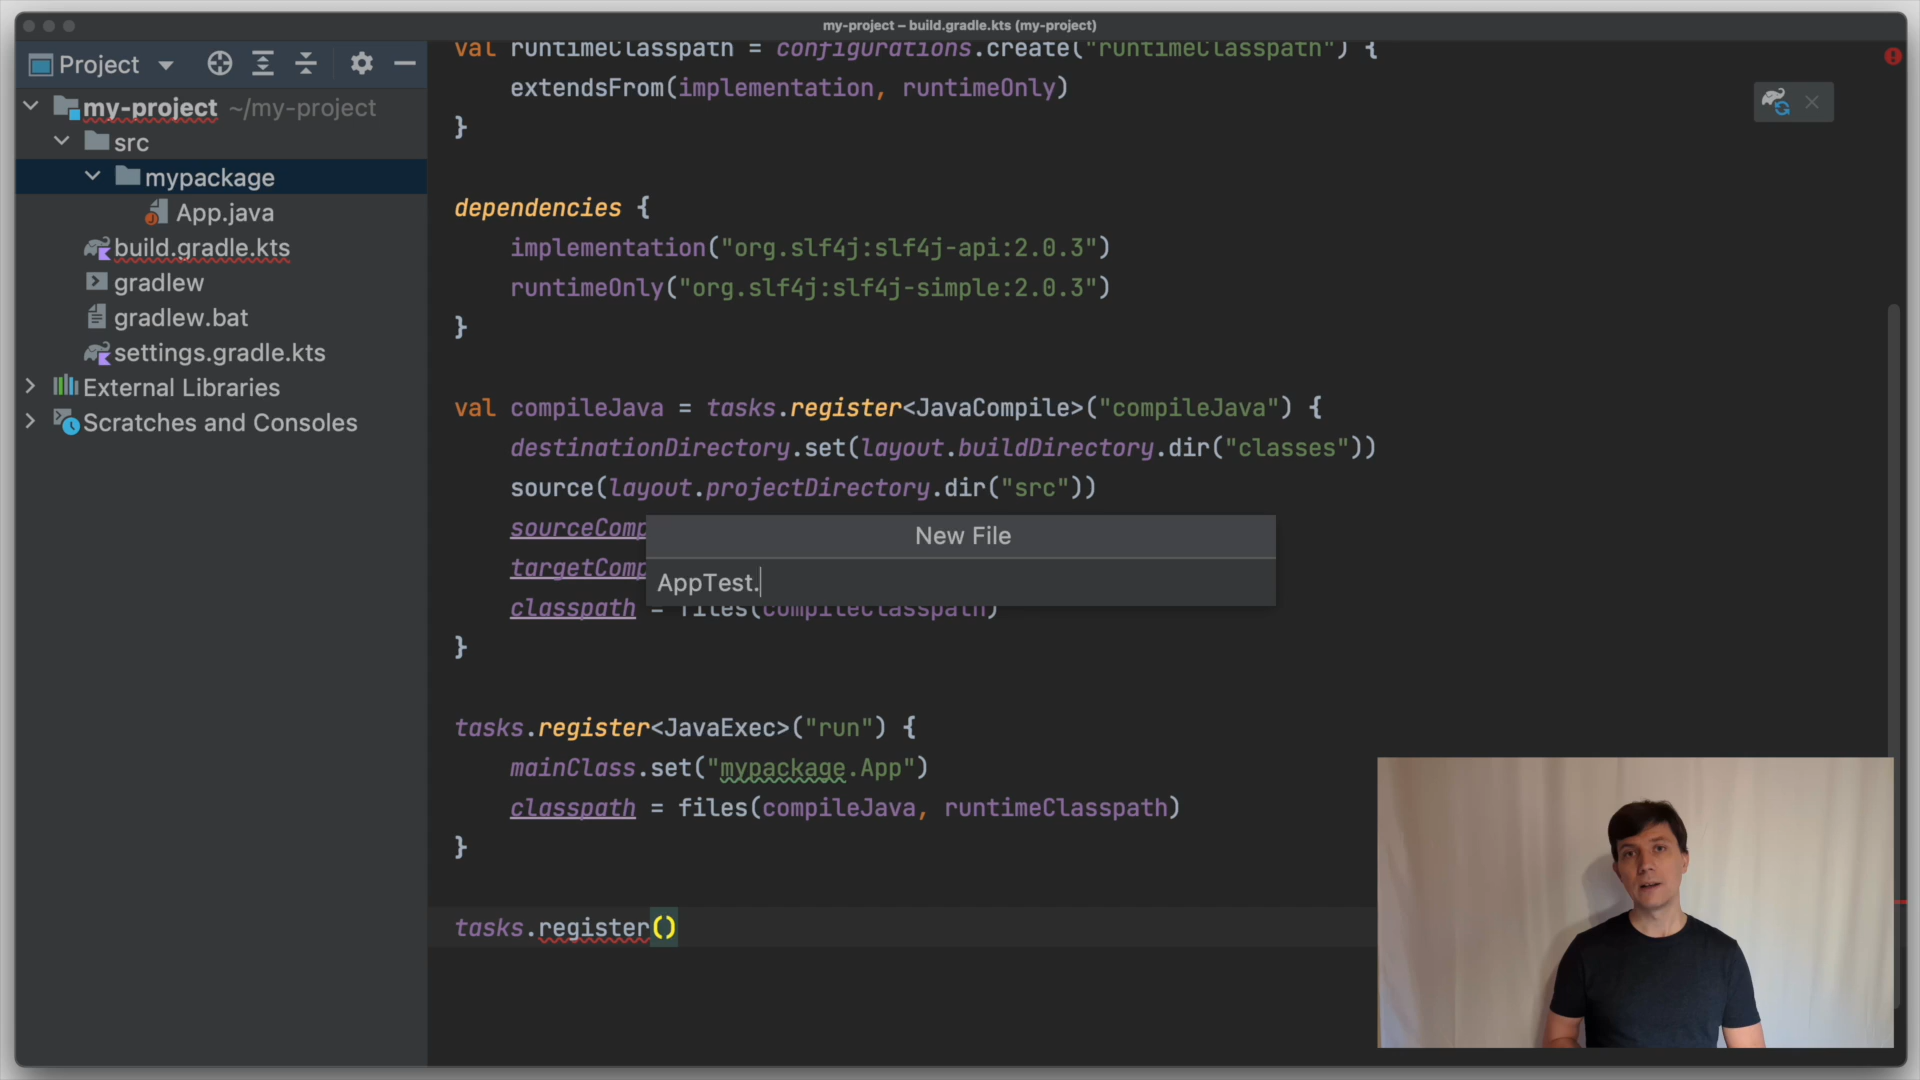 my-project – build.gradle.kts (my-project)
Project
my-project ~/my-project
src
mypackage
App.java
build.gradle.kts
gradlew
gradlew.bat
settings.gradle.kts
External Libraries
Scratches and Consoles
val runtimeClasspath = configurations.create("runtimeClasspath") {
extendsFrom(implementation, runtimeOnly)
}
dependencies {
implementation("org.slf4j:slf4j-api:2.0.3")
runtimeOnly("org.slf4j:slf4j-simple:2.0.3")
}
val compileJava = tasks.register<JavaCompile>("compileJava") {
destinationDirectory.set(layout.buildDirectory.dir("classes"))
source(layout.projectDirectory.dir("src"))
sourceComp
targetComp
classpath = files(compileClasspath)
}
New File
AppTest.
tasks.register<JavaExec>("run") {
mainClass.set("mypackage.App")
classpath = files(compileJava, runtimeClasspath)
}
tasks.register()